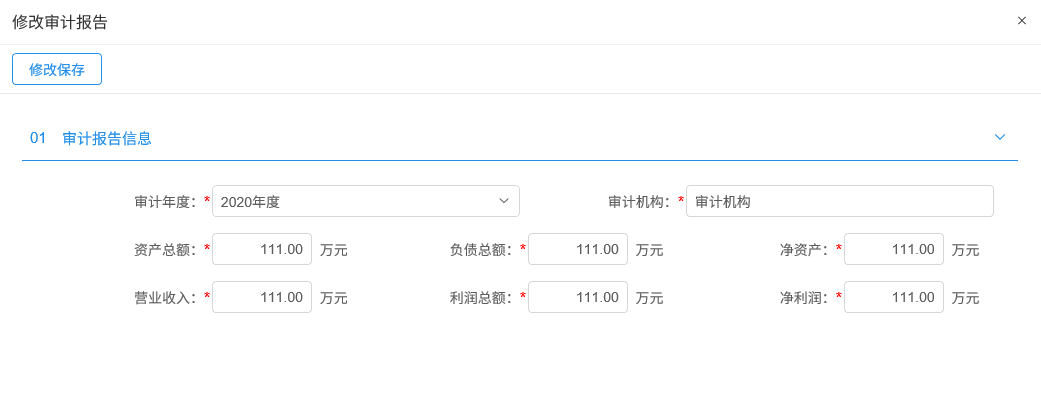 修改审计报告 ×
修改保存
01 审计报告信息
审计年度：*2020年度 审计机构：*审计机构
资产总额：*111.00 万元 负债总额：*111.00 万元 净资产：*111.00 万元
营业收入：*111.00 万元 利润总额：*111.00 万元 净利润：*111.00 万元